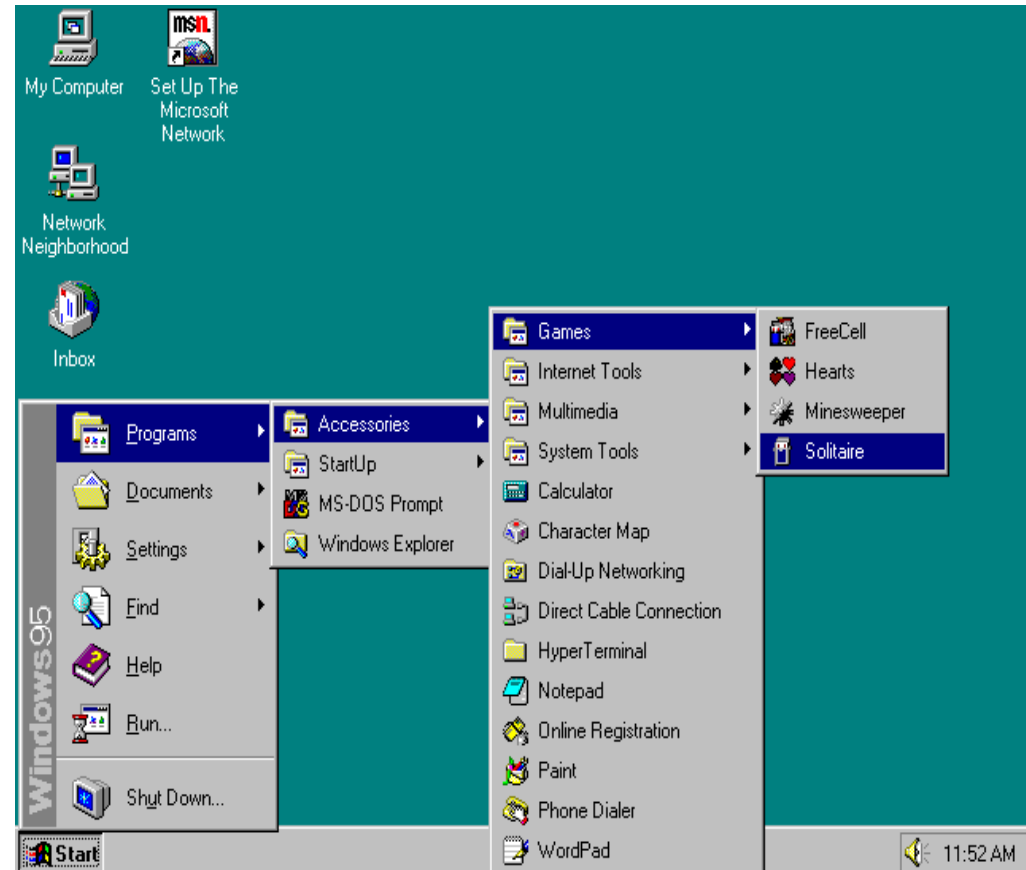 msn.
My Computer
Set Up The
Microsoft
Network
Network
Neighborhood
Inbox
Windows95
Programs
Documents
Settings
Find
Help
Run...
Shut Down...
Accessories
StartUp
MS-DOS Prompt
Windows Explorer
Games
Internet Tools
Multimedia
System Tools
Calculator
Character Map
Dial-Up Networking
Direct Cable Connection
HyperTerminal
Notepad
Online Registration
Paint
Phone Dialer
WordPad
FreeCell
Hearts
Minesweeper
Solitaire
Start
11:52 AM